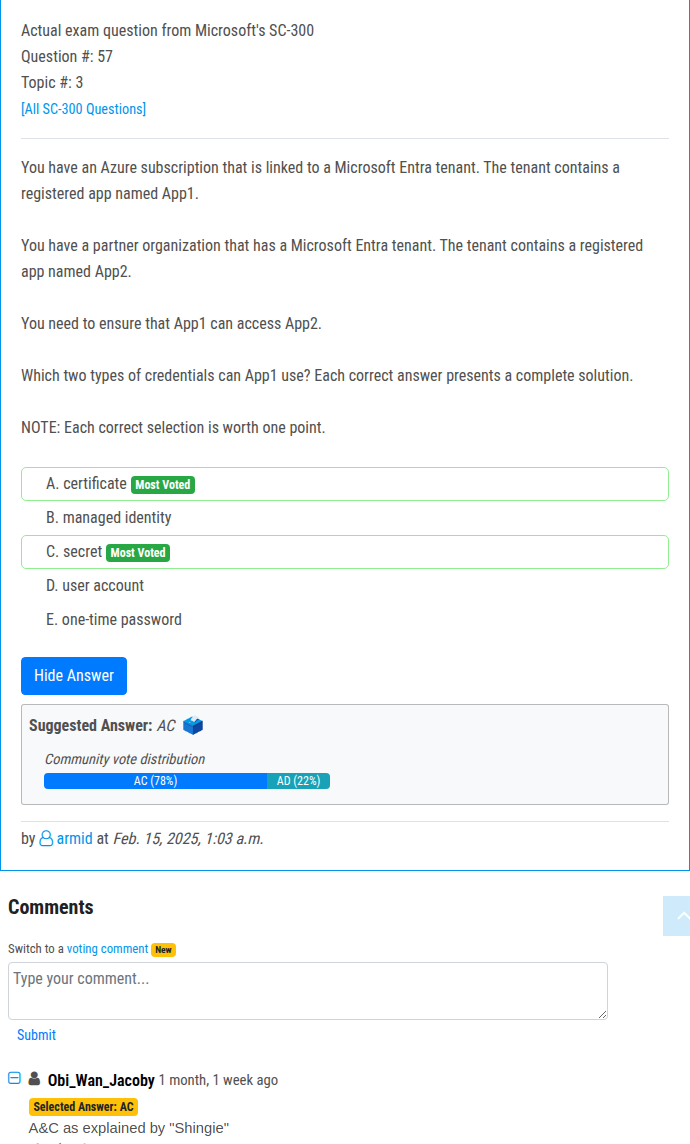 Actual exam question from Microsoft's SC-300
Question #: 57
Topic #: 3
[All SC-300 Questions]
You have an Azure subscription that is linked to a Microsoft Entra tenant. The tenant contains a
registered app named App1.
You have a partner organization that has a Microsoft Entra tenant. The tenant contains a registered
app named App2.
You need to ensure that App1 can access App2.
Which two types of credentials can App1 use? Each correct answer presents a complete solution.
NOTE: Each correct selection is worth one point.
A. certificate Most Voted
B. managed identity
C. secret Most Voted
D. user account
E. one-time password
Hide Answer
Suggested Answer: AC
Community vote distribution
AC (78%) AD (22%)
by armid at Feb. 15, 2025, 1:03 a.m.
Comments
Switch to a voting comment New
Type your comment...
Submit
Obi_Wan_Jacoby 1 month, 1 week ago
Selected Answer: AC
A&C as explained by "Shingie"